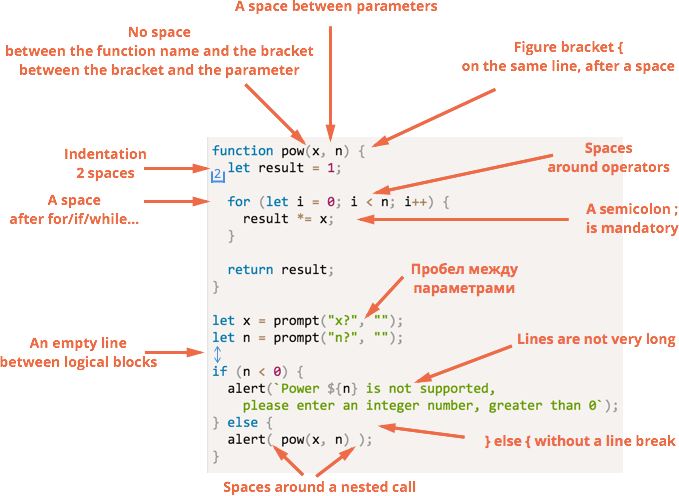 A space between parameters
No space
between the function name and the bracket
between the bracket and the parameter
Figure bracket {
on the same line, after a space
Indentation
2 spaces
A space
after for/if/while...
Spaces
around operators
A semicolon ;
is mandatory
Пробел между
параметрами
An empty line
between logical blocks
Lines are not very long
} else { without a line break
Spaces around a nested call
function pow(x, n) {
2
let result = 1;
for (let i = 0; i < n; i++) {
result *= x;
}
return result;
}
let x = prompt("x?", "");
let n = prompt("n?", "");
if (n < 0) {
alert(`Power ${n} is not supported,
please enter an integer number, greater than 0`);
} else {
alert( pow(x, n) );
}